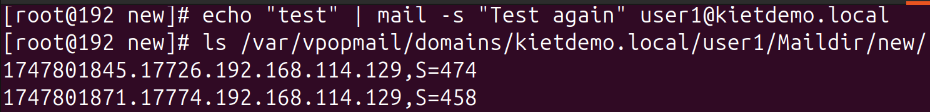 [root@192 new]# echo "test" | mail -s "Test again" user1@kietdemo.local
[root@192 new]# ls /var/vpopmail/domains/kietdemo.local/user1/Maildir/new/
1747801845.17726.192.168.114.129,S=474
1747801871.17774.192.168.114.129,S=458